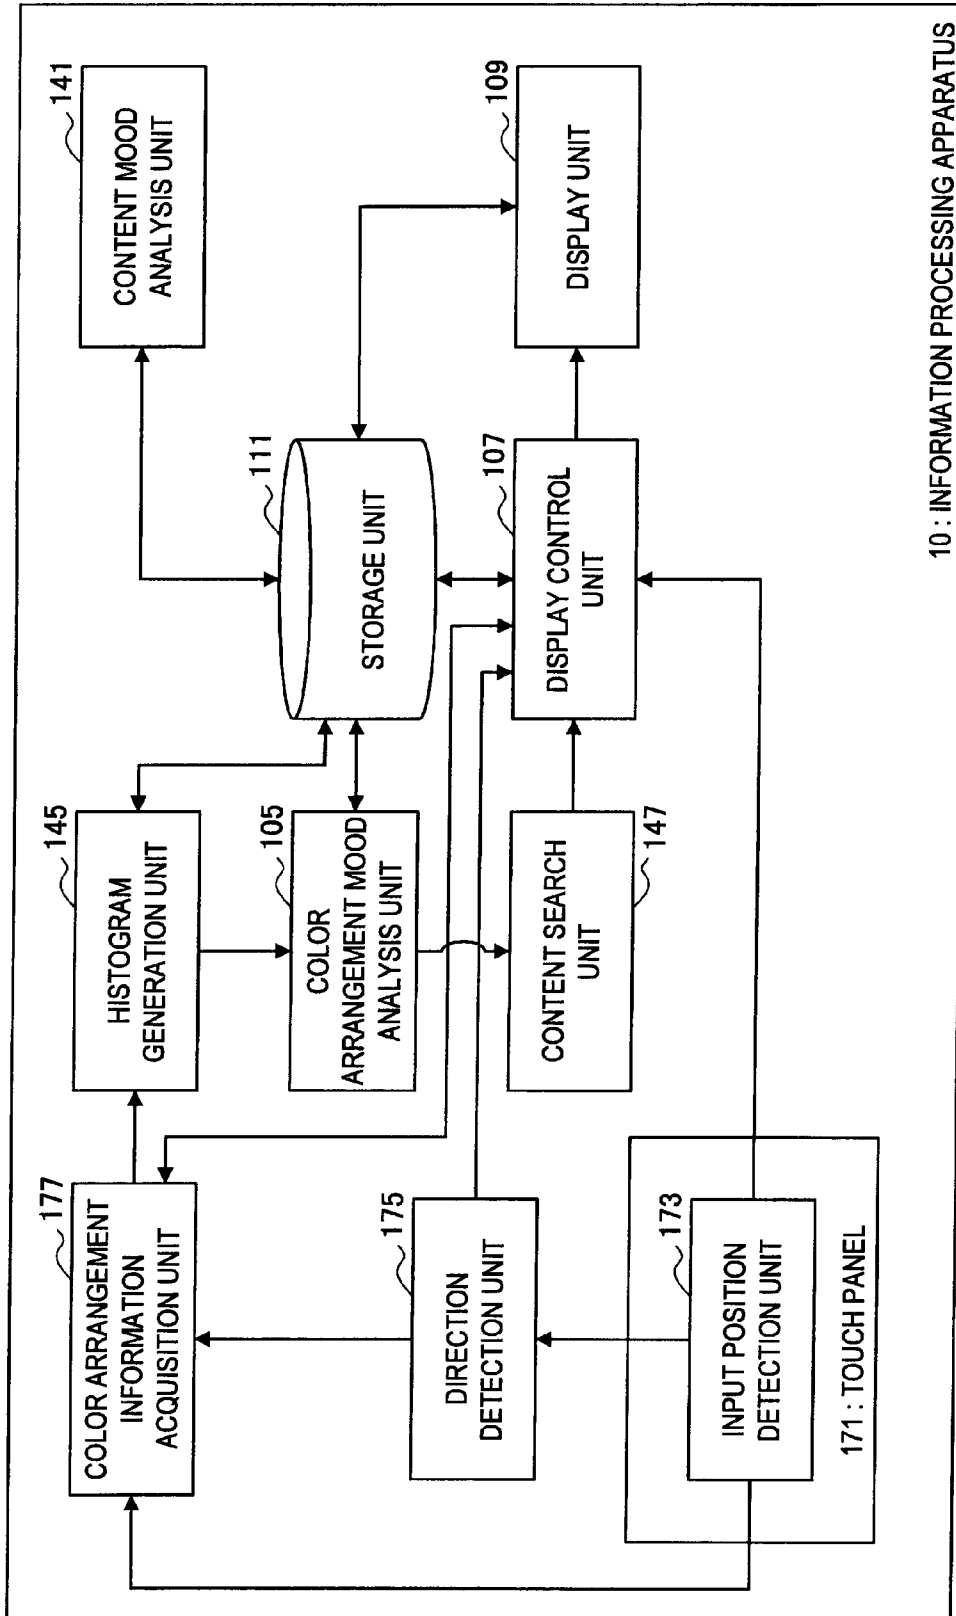 177
COLOR ARRANGEMENT
INFORMATION
ACQUISITION UNIT
145
HISTOGRAM
GENERATION UNIT
141
CONTENT MOOD
ANALYSIS UNIT
175
DIRECTION
DETECTION UNIT
105
COLOR
ARRANGEMENT MOOD
ANALYSIS UNIT
111
STORAGE UNIT
173
INPUT POSITION
DETECTION UNIT
171 : TOUCH PANEL
CONTENT SEARCH
UNIT
147
107
DISPLAY CONTROL
UNIT
109
DISPLAY UNIT
10 : INFORMATION PROCESSING APPARATUS